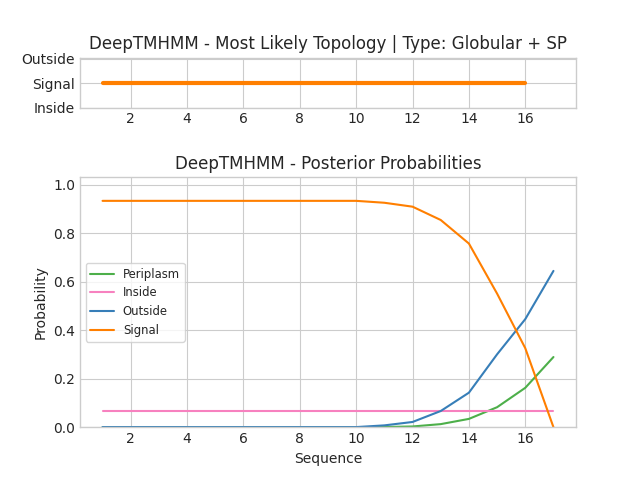 DeepTMHMM - Most Likely Topology | Type: Globular + SP
Outside
Signal
Inside
2 4 6 8 10 12 14 16
DeepTMHMM - Posterior Probabilities
1.0
0.8
0.6
0.4
0.2
0.0
Probability
Periplasm
Inside
Outside
Signal
2 4 6 8 10 12 14 16
Sequence